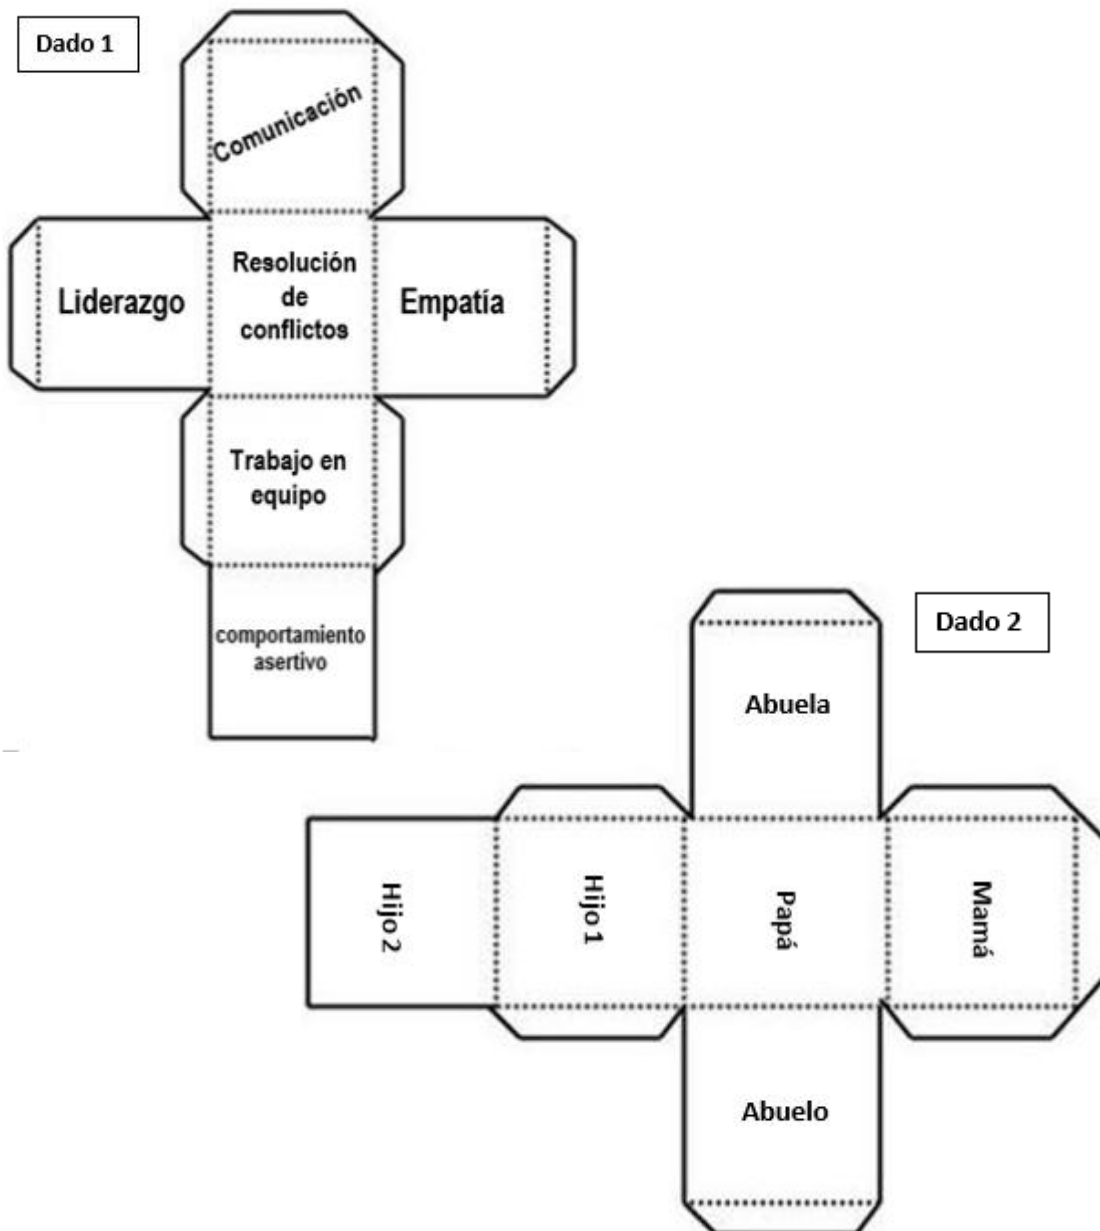 Dado 1
Comunicación
Liderazgo
Resolución
de
conflictos
Empatía
Trabajo en
equipo
comportamiento
asertivo
Dado 2
Abuela
Hijo 2
Hijo 1
Papá
Mamá
Abuelo